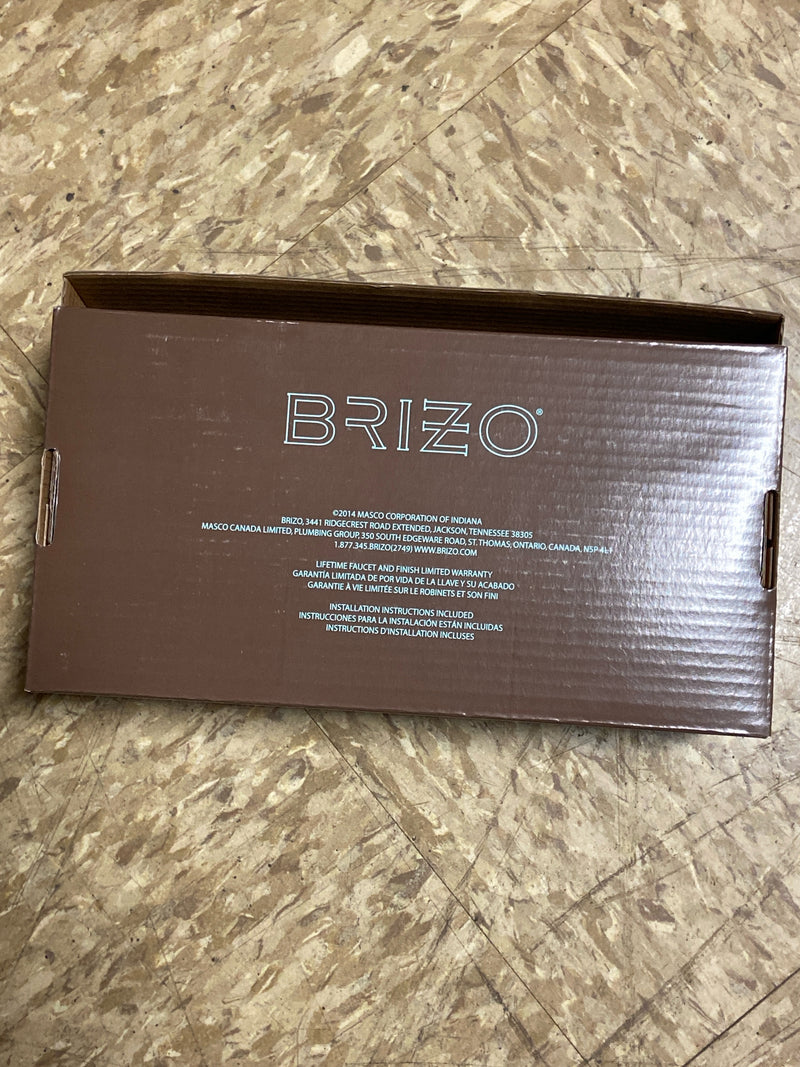 BRIZO®
©2014 MASCO CORPORATION OF INDIANA
BRIZO, 3441 RIDGECREST ROAD EXTENDED, JACKSON, TENNESSEE 38305
MASCO CANADA LIMITED, PLUMBING GROUP, 350 SOUTH EDGEWARE ROAD, ST. THOMAS, ONTARIO, CANADA, N5P 4L1
1.877.345.BRIZO(2749) WWW.BRIZO.COM
LIFETIME FAUCET AND FINISH LIMITED WARRANTY
GARANTÍA LIMITADA DE POR VIDA DE LA LLAVE Y SU ACABADO
GARANTIE À VIE LIMITÉE SUR LE ROBINETS ET SON FINI
INSTALLATION INSTRUCTIONS INCLUDED
INSTRUCCIONES PARA LA INSTALACIÓN ESTÁN INCLUIDAS
INSTRUCTIONS D'INSTALLATION INCLUSES